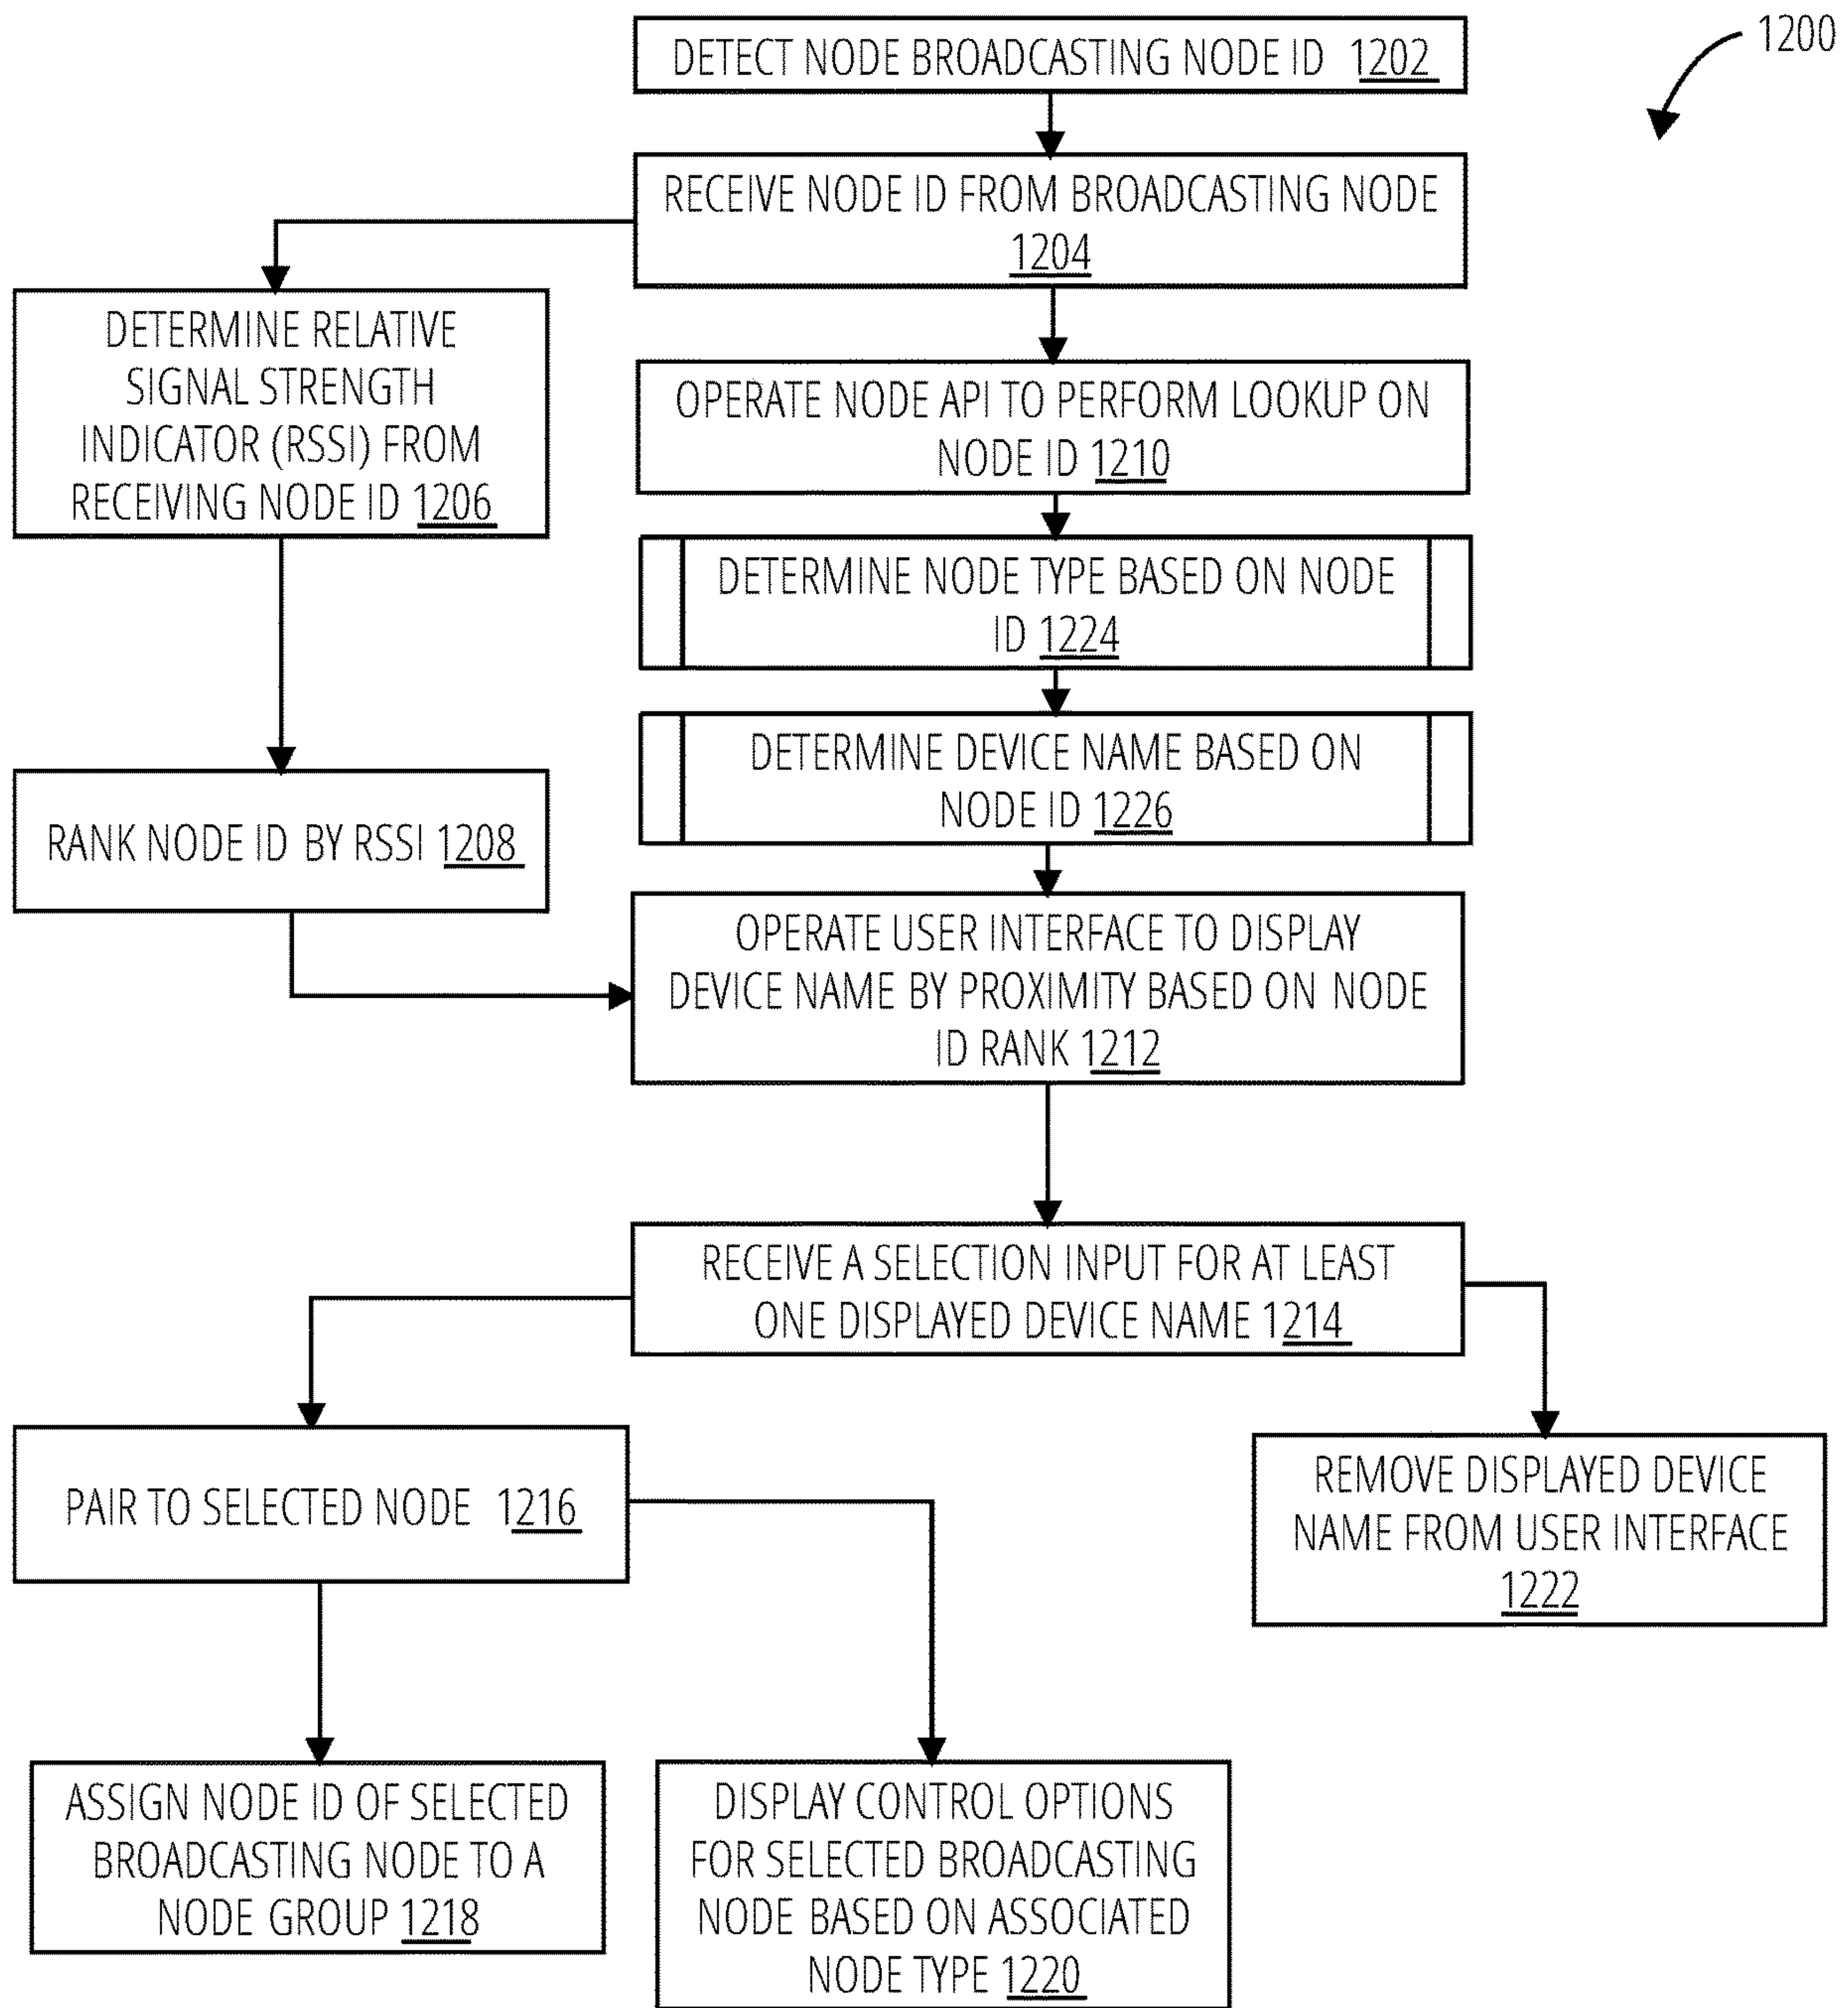 1200
DETECT NODE BROADCASTING NODE ID 1202
RECEIVE NODE ID FROM BROADCASTING NODE
1204
DETERMINE RELATIVE
SIGNAL STRENGTH
INDICATOR (RSSI) FROM
RECEIVING NODE ID 1206
OPERATE NODE API TO PERFORM LOOKUP ON
NODE ID 1210
DETERMINE NODE TYPE BASED ON NODE
ID 1224
DETERMINE DEVICE NAME BASED ON
NODE ID 1226
RANK NODE ID BY RSSI 1208
OPERATE USER INTERFACE TO DISPLAY
DEVICE NAME BY PROXIMITY BASED ON NODE
ID RANK 1212
RECEIVE A SELECTION INPUT FOR AT LEAST
ONE DISPLAYED DEVICE NAME 1214
PAIR TO SELECTED NODE 1216
REMOVE DISPLAYED DEVICE
NAME FROM USER INTERFACE
1222
ASSIGN NODE ID OF SELECTED
BROADCASTING NODE TO A
NODE GROUP 1218
DISPLAY CONTROL OPTIONS
FOR SELECTED BROADCASTING
NODE BASED ON ASSOCIATED
NODE TYPE 1220